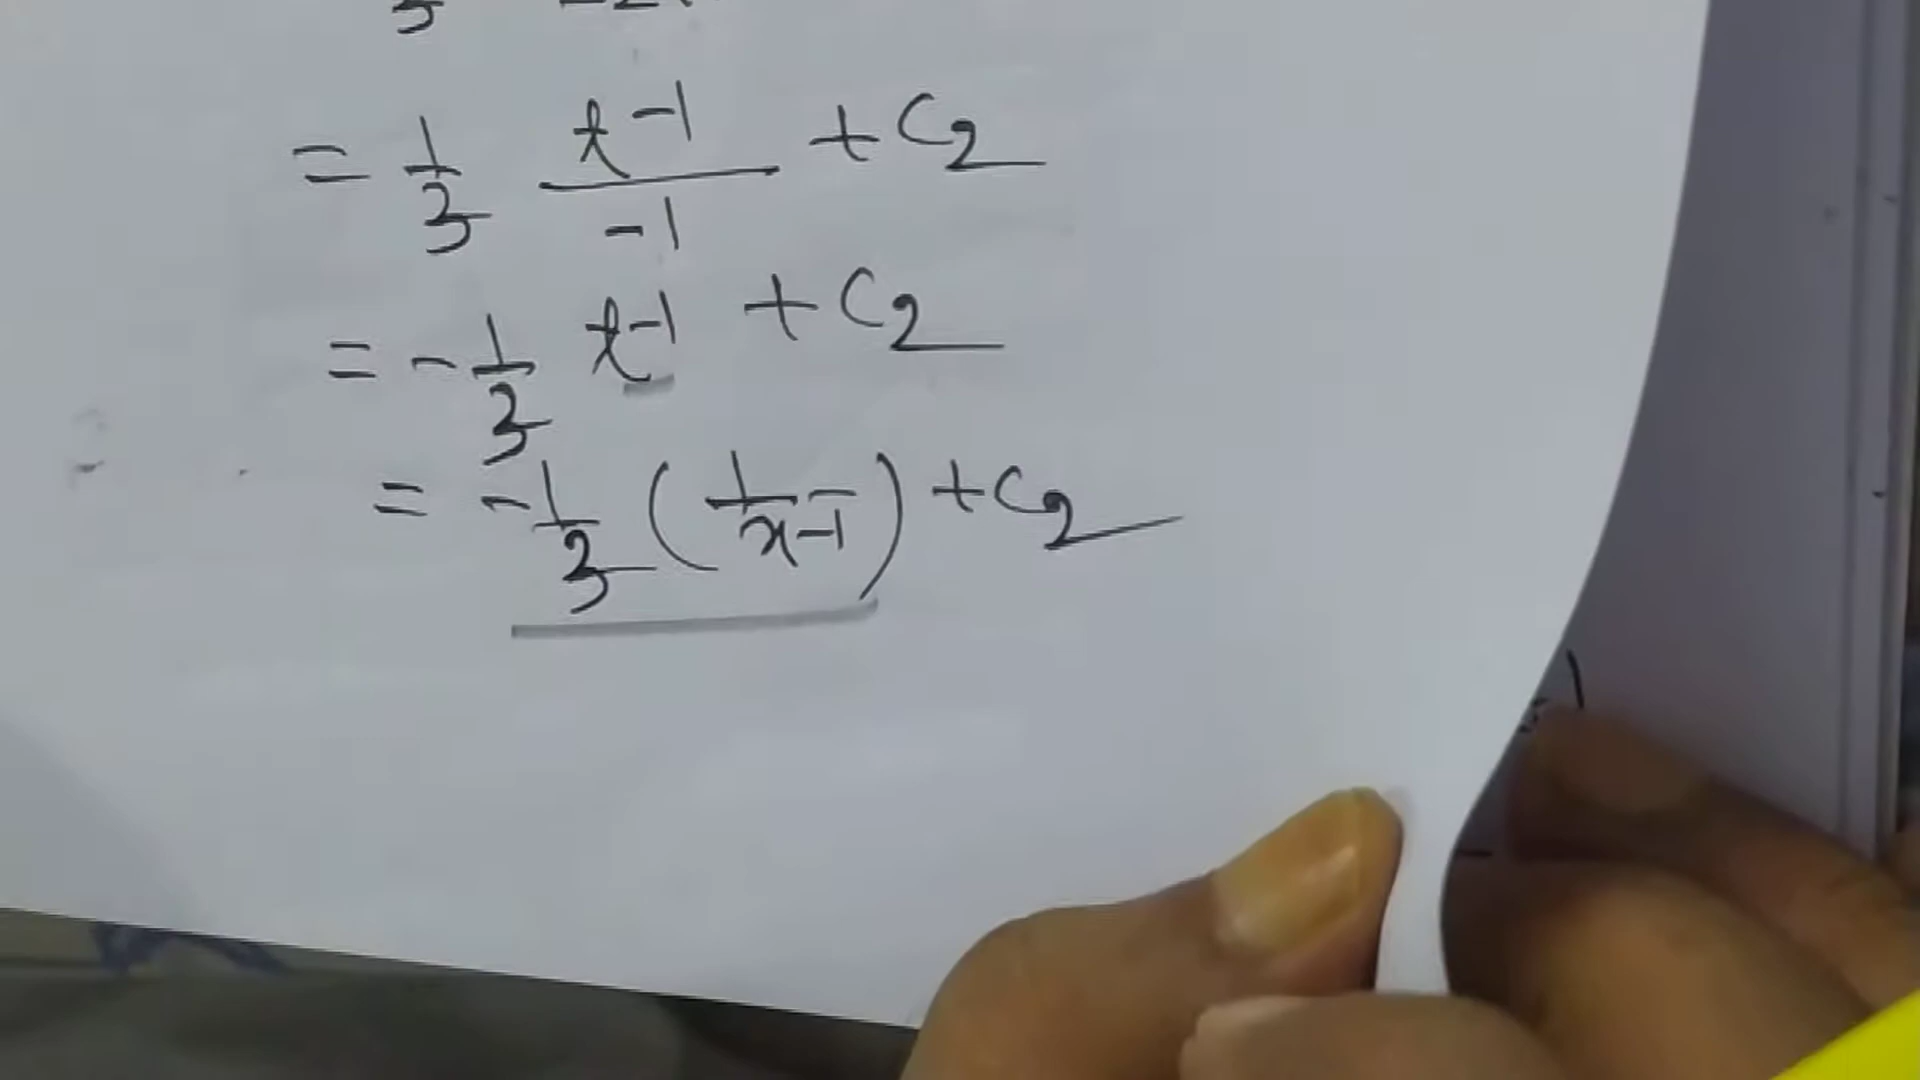 = 1/3 t^-1/-1 + C2
= - 1/3 t^-1 + C2
= - 1/3 ( 1/x-1 ) + C2